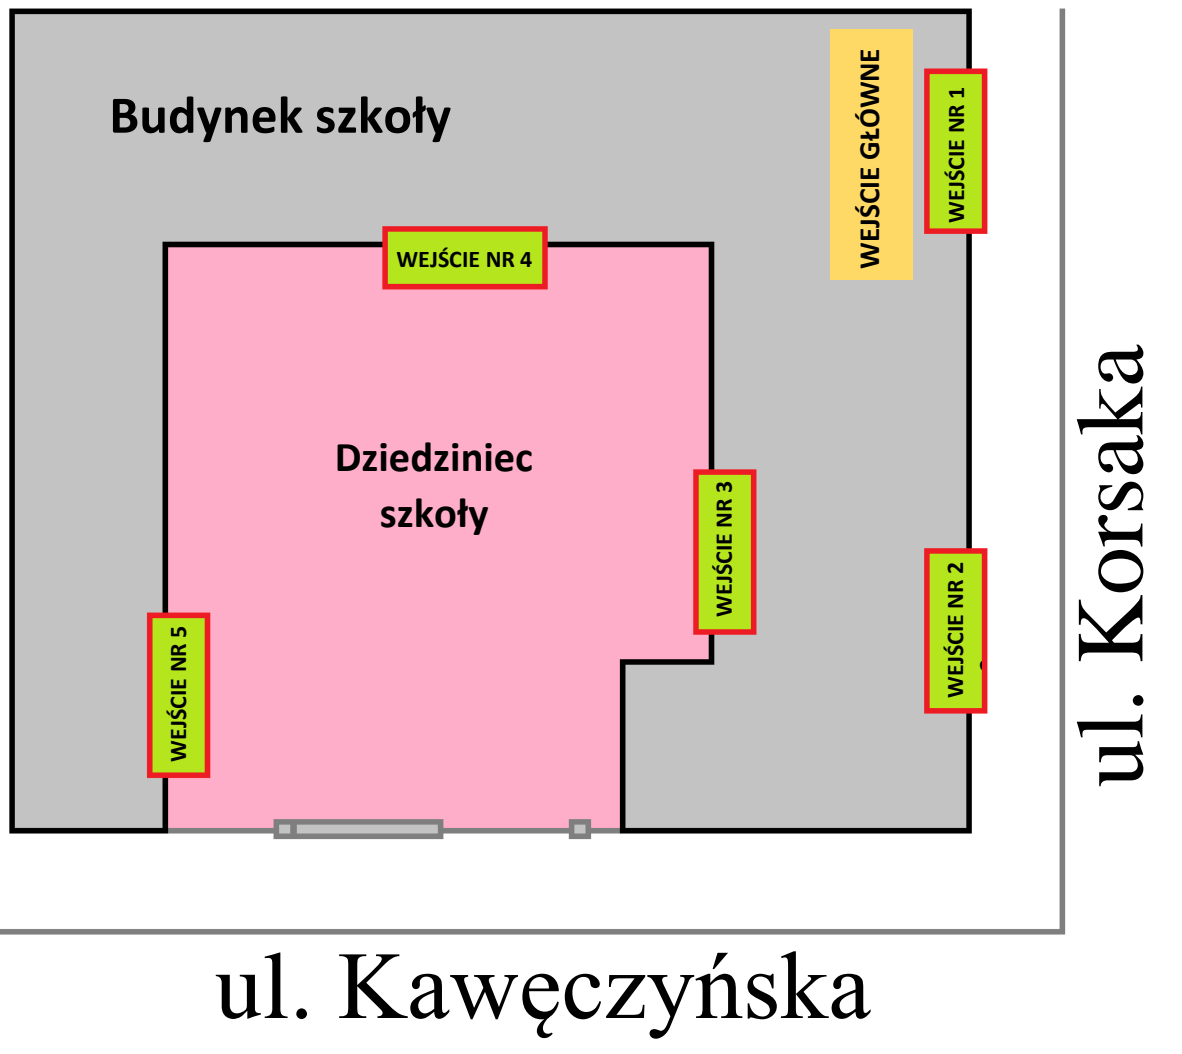 Budynek szkoły
WEJŚCIE GŁÓWNE
WEJŚCIE NR 1
WEJŚCIE NR 4
Dziedziniec
szkoły
WEJŚCIE NR 3
WEJŚCIE NR 2
WEJŚCIE NR 5
ul. Korsaka
ul. Kawęczyńska